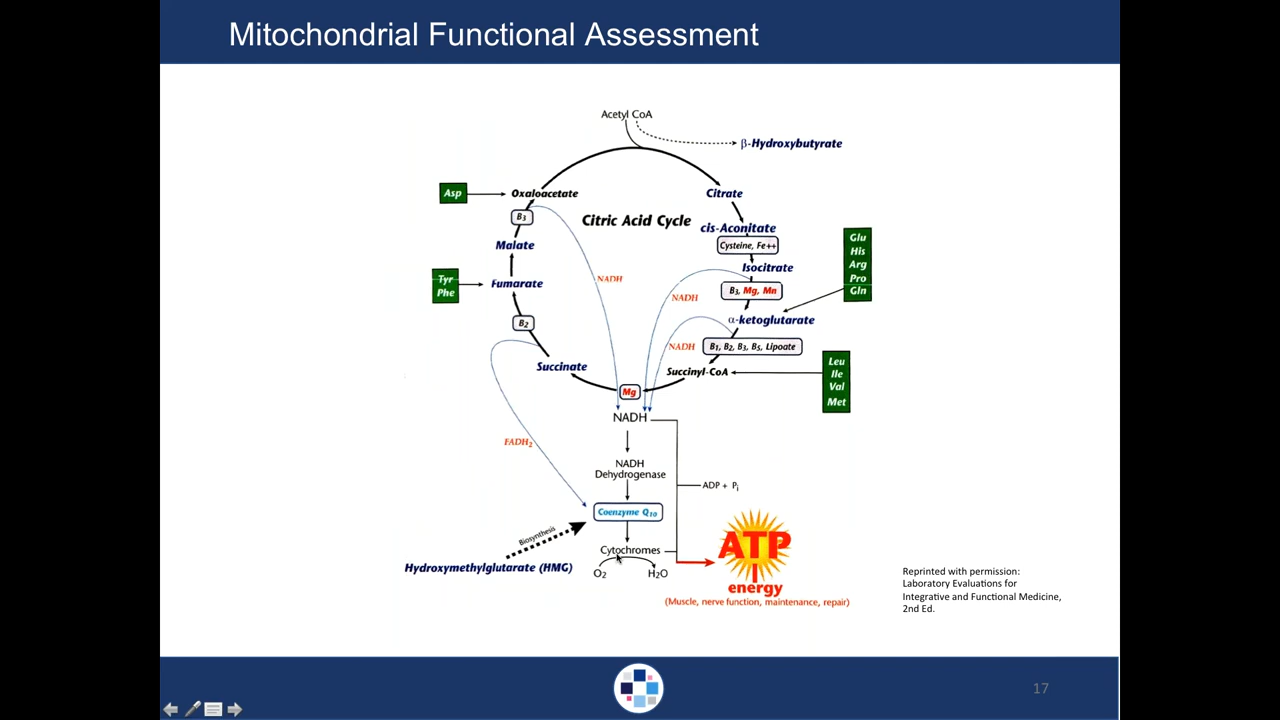 Mitochondrial Functional Assessment
Acetyl CoA
β-Hydroxybutyrate
Asp
Oxaloacetate
Citrate
B3
Citric Acid Cycle
cis-Aconitate
Malate
Cysteine, Fe++
Glu
His
Arg
Pro
Gln
Isocitrate
Tyr
Phe
Fumarate
NADH
NADH
B3, Mg, Mn
B2
α-ketoglutarate
NADH
B1, B2, B3, B5, Lipoate
Succinate
Succinyl-CoA
Leu
Ile
Val
Met
Mg
NADH
FADH2
NADH
Dehydrogenase
ADP + Pi
Coenzyme Q10
Biosynthesis
Cytochromes
Hydroxymethylglutarate (HMG)
O2
H2O
ATP
energy
(Muscle, nerve function, maintenance, repair)
Reprinted with permission:
Laboratory Evaluations for
Integrative and Functional Medicine,
2nd Ed.
17